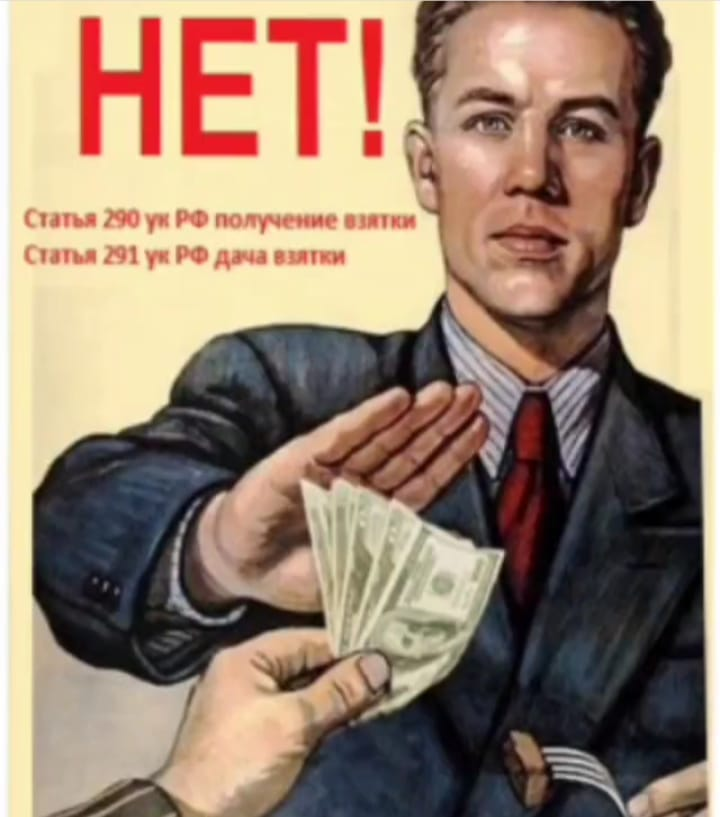 НЕТ!
Статья 290 ук РФ получение взятки
Статья 291 ук РФ дача взятки